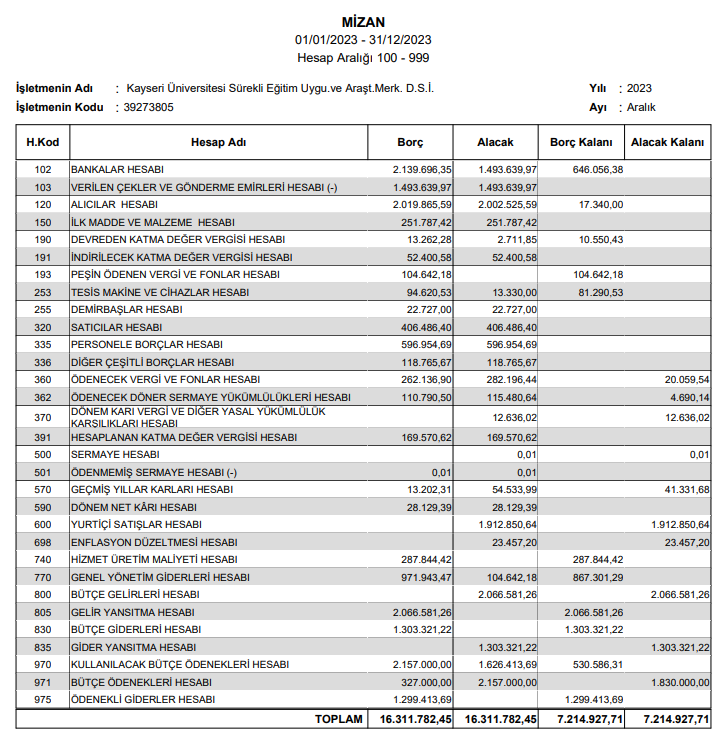 MİZAN
01/01/2023 - 31/12/2023
Hesap Aralığı 100 - 999
İşletmenin Adı : Kayseri Üniversitesi Sürekli Eğitim Uygu.ve Araşt.Merk. D.S.İ. Yılı : 2023
İşletmenin Kodu : 39273805 Ayı : Aralık
H.Kod Hesap Adı Borç Alacak Borç Kalanı Alacak Kalanı
102 BANKALAR HESABI 2.139.696,35 1.493.639,97 646.056,38
103 VERİLEN ÇEKLER VE GÖNDERME EMİRLERİ HESABI (-) 1.493.639,97 1.493.639,97
120 ALICILAR HESABI 2.019.865,59 2.002.525,59 17.340,00
150 İLK MADDE VE MALZEME HESABI 251.787,42 251.787,42
190 DEVREDEN KATMA DEĞER VERGİSİ HESABI 13.262,28 2.711,85 10.550,43
191 İNDİRİLECEK KATMA DEĞER VERGİSİ HESABI 52.400,58 52.400,58
193 PEŞİN ÖDENEN VERGİ VE FONLAR HESABI 104.642,18 104.642,18
253 TESİS MAKİNE VE CİHAZLAR HESABI 94.620,53 13.330,00 81.290,53
255 DEMİRBAŞLAR HESABI 22.727,00 22.727,00
320 SATICILAR HESABI 406.486,40 406.486,40
335 PERSONELE BORÇLAR HESABI 596.954,69 596.954,69
336 DİĞER ÇEŞİTLİ BORÇLAR HESABI 118.765,67 118.765,67
360 ÖDENECEK VERGİ VE FONLAR HESABI 262.136,90 282.196,44 20.059,54
362 ÖDENECEK DÖNER SERMAYE YÜKÜMLÜLÜKLERİ HESABI 110.790,50 115.480,64 4.690,14
370 DÖNEM KARI VERGİ VE DİĞER YASAL YÜKÜMLÜLÜK 12.636,02 12.636,02
KARŞILIKLARI HESABI
391 HESAPLANAN KATMA DEĞER VERGİSİ HESABI 169.570,62 169.570,62
500 SERMAYE HESABI 0,01 0,01
501 ÖDENMEMİŞ SERMAYE HESABI (-) 0,01 0,01
570 GEÇMİŞ YILLAR KARLARI HESABI 13.202,31 54.533,99 41.331,68
590 DÖNEM NET KÂRI HESABI 28.129,39 28.129,39
600 YURTİÇİ SATIŞLAR HESABI 1.912.850,64 1.912.850,64
698 ENFLASYON DÜZELTMESİ HESABI 23.457,20 23.457,20
740 HİZMET ÜRETİM MALİYETİ HESABI 287.844,42 287.844,42
770 GENEL YÖNETİM GİDERLERİ HESABI 971.943,47 104.642,18 867.301,29
800 BÜTÇE GELİRLERİ HESABI 2.066.581,26 2.066.581,26
805 GELİR YANSITMA HESABI 2.066.581,26 2.066.581,26
830 BÜTÇE GİDERLERİ HESABI 1.303.321,22 1.303.321,22
835 GİDER YANSITMA HESABI 1.303.321,22 1.303.321,22
970 KULLANILACAK BÜTÇE ÖDENEKLERİ HESABI 2.157.000,00 1.626.413,69 530.586,31
971 BÜTÇE ÖDENEKLERİ HESABI 327.000,00 2.157.000,00 1.830.000,00
975 ÖDENEKLİ GİDERLER HESABI 1.299.413,69 1.299.413,69
TOPLAM 16.311.782,45 16.311.782,45 7.214.927,71 7.214.927,71